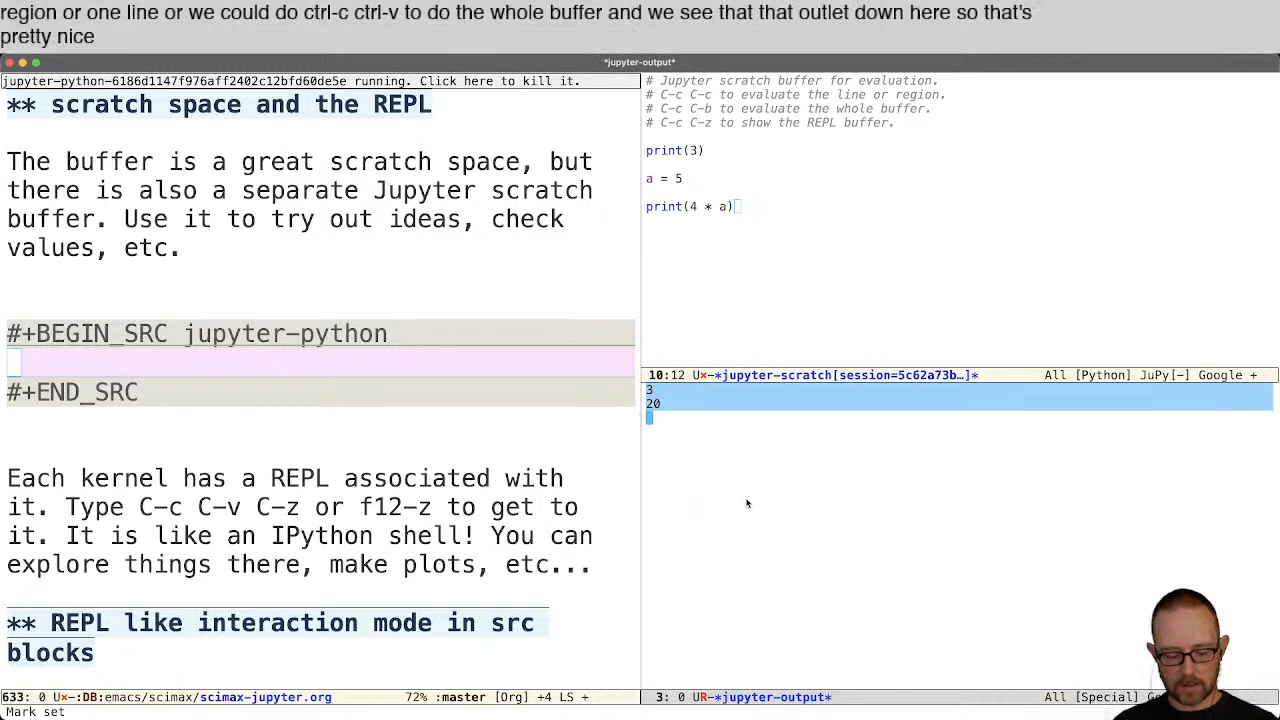 region or one line or we could do ctrl-c ctrl-v to do the whole buffer and we see that that outlet down here so that's
pretty nice
*jupyter-output*
jupyter-python-6186d1147f976aff2402c12bfd60de5e running. Click here to kill it.
** scratch space and the REPL
The buffer is a great scratch space, but
there is also a separate Jupyter scratch
buffer. Use it to try out ideas, check
values, etc.
#+BEGIN_SRC jupyter-python
#+END_SRC
Each kernel has a REPL associated with
it. Type C-c C-v C-z or f12-z to get to
it. It is like an IPython shell! You can
explore things there, make plots, etc...
** REPL like interaction mode in src
blocks
633: 0 U×-:DB:emacs/scimax/scimax-jupyter.org 72% :master [Org] +4 LS +
Mark set
# Jupyter scratch buffer for evaluation.
# C-c C-c to evaluate the line or region.
# C-c C-b to evaluate the whole buffer.
# C-c C-z to show the REPL buffer.
print(3)
a = 5
print(4 * a)
10:12 U×-*jupyter-scratch[session=5c62a73b…]* All [Python] JuPy[-] Google +
3
20
3: 0 UR-*jupyter-output* All [Special]